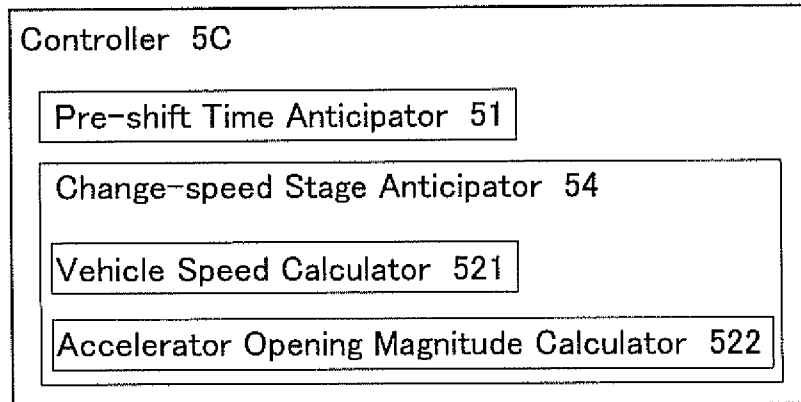 Controller 5C
Pre-shift Time Anticipator 51
Change-speed Stage Anticipator 54
Vehicle Speed Calculator 521
Accelerator Opening Magnitude Calculator 522